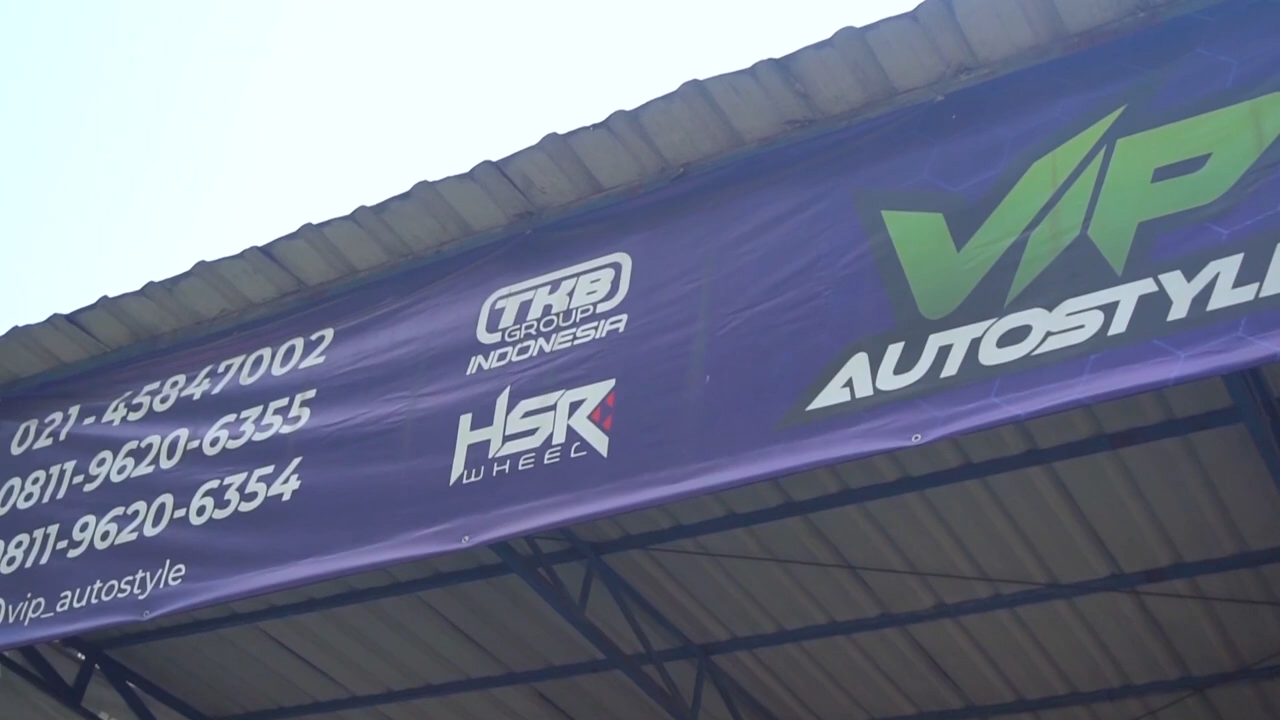 021-45847002
0811-9620-6355
0811-9620-6354
@vip_autostyle
TKB
GROUP
INDONESIA
HSR
WHEEL
VIP
AUTOSTYLE